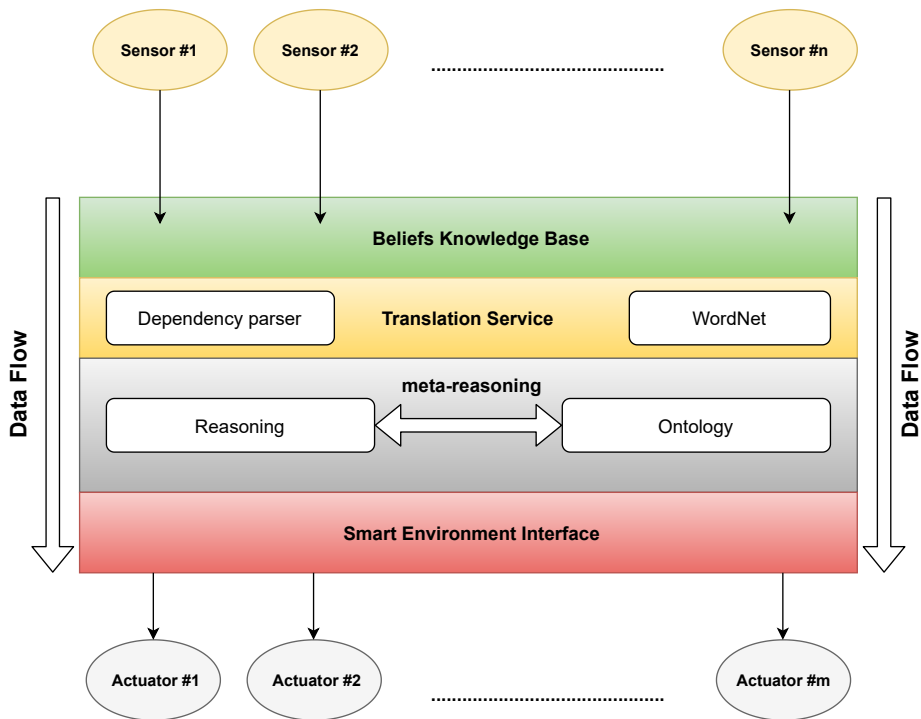 Sensor #1
Sensor #2
Sensor #n
Beliefs Knowledge Base
Dependency parser
Translation Service
WordNet
Data Flow
Data Flow
meta-reasoning
Reasoning
Ontology
Smart Environment Interface
Actuator #1
Actuator #2
Actuator #m